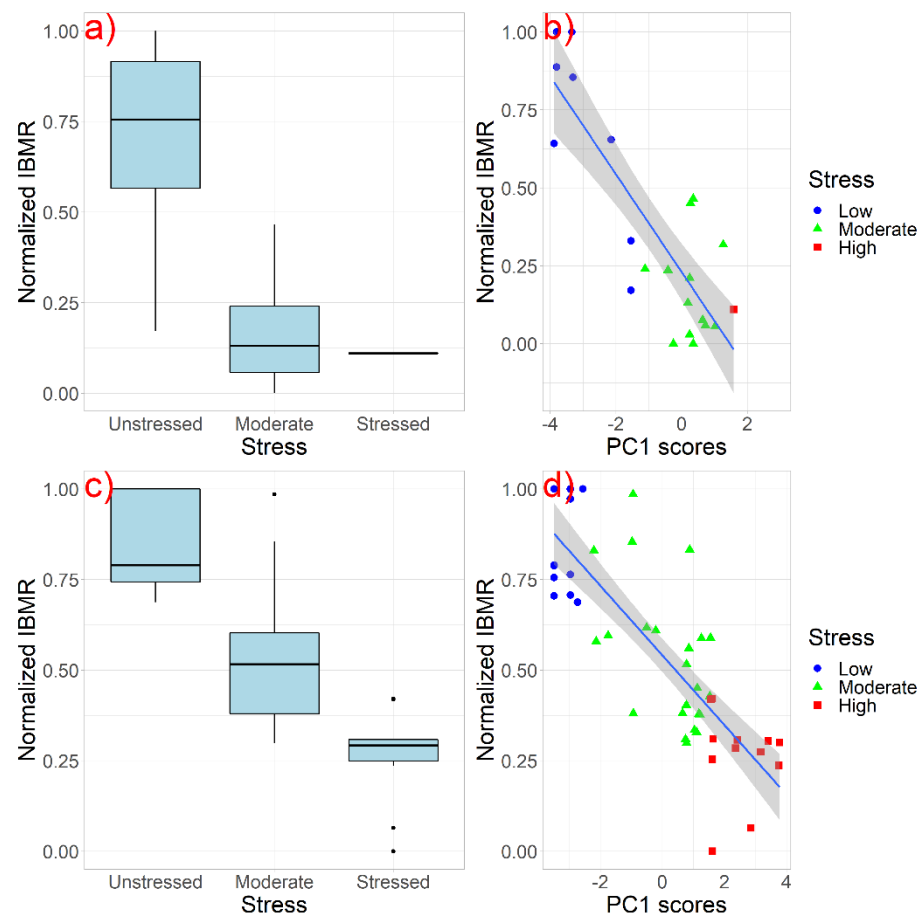 a)
1.00
0.75
0.50
0.25
0.00
Normalized IBMR
Unstressed Moderate Stressed
Stress
b)
1.00
0.75
0.50
0.25
0.00
Normalized IBMR
-4 -2 0 2
PC1 scores
Stress
Low
Moderate
High
c)
1.00
0.75
0.50
0.25
0.00
Normalized IBMR
Unstressed Moderate Stressed
Stress
d)
1.00
0.75
0.50
0.25
0.00
Normalized IBMR
-2 0 2 4
PC1 scores
Stress
Low
Moderate
High